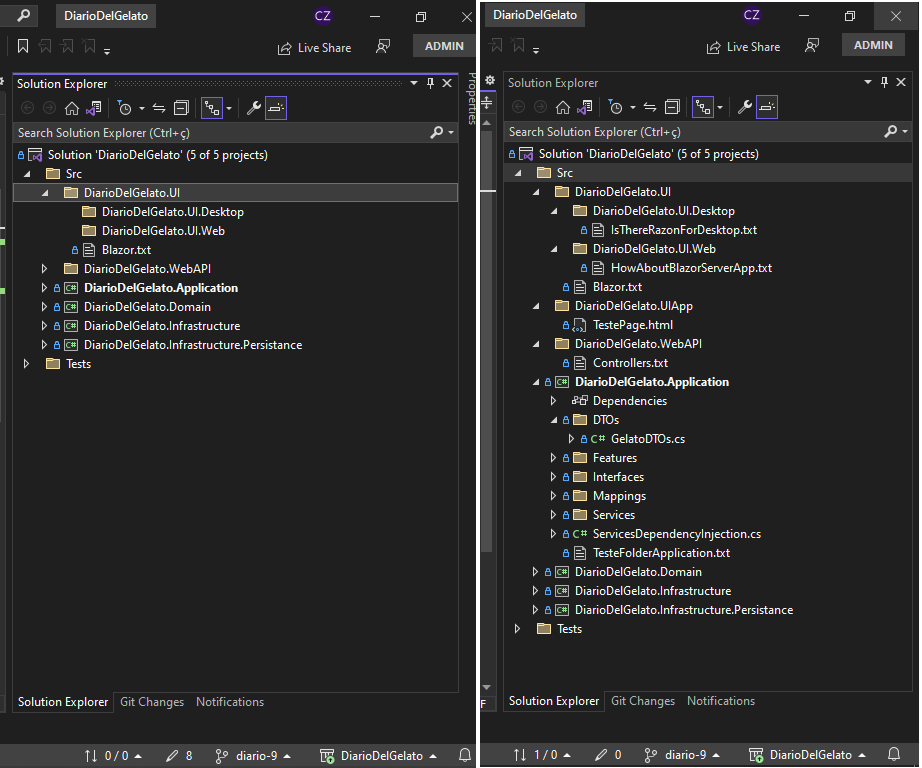 DiarioDelGelato
CZ
Live Share
ADMIN
Solution Explorer
Search Solution Explorer (Ctrl+ç)
Solution 'DiarioDelGelato' (5 of 5 projects)
Src
DiarioDelGelato.UI
DiarioDelGelato.UI.Desktop
DiarioDelGelato.UI.Web
Blazor.txt
DiarioDelGelato.WebAPI
C# DiarioDelGelato.Application
C# DiarioDelGelato.Domain
C# DiarioDelGelato.Infrastructure
C# DiarioDelGelato.Infrastructure.Persistance
Tests
Solution Explorer Git Changes Notifications
0 / 0 8 diario-9 DiarioDelGelato
Properties
DiarioDelGelato
CZ
Live Share
ADMIN
Solution Explorer
Search Solution Explorer (Ctrl+ç)
Solution 'DiarioDelGelato' (5 of 5 projects)
Src
DiarioDelGelato.UI
DiarioDelGelato.UI.Desktop
IsThereRazonForDesktop.txt
DiarioDelGelato.UI.Web
HowAboutBlazorServerApp.txt
Blazor.txt
DiarioDelGelato.UIApp
TestePage.html
DiarioDelGelato.WebAPI
Controllers.txt
C# DiarioDelGelato.Application
Dependencies
DTOs
C# GelatoDTOs.cs
Features
Interfaces
Mappings
Services
C# ServicesDependencyInjection.cs
TesteFolderApplication.txt
C# DiarioDelGelato.Domain
C# DiarioDelGelato.Infrastructure
C# DiarioDelGelato.Infrastructure.Persistance
Tests
F
Solution Explorer Git Changes Notifications
1 / 0 0 diario-9 DiarioDelGelato